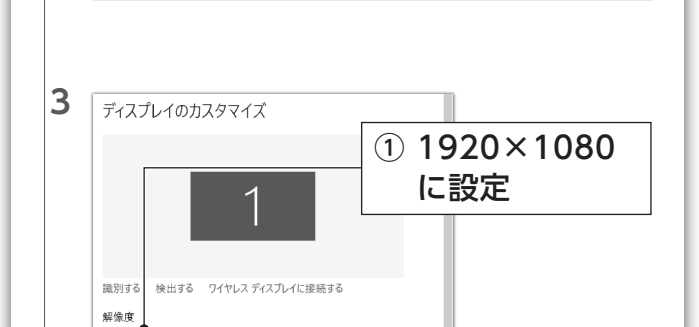 3
ディスプレイのカスタマイズ
① 1920×1080
に設定
1
識別する 検出する ワイヤレス ディスプレイに接続する
解像度